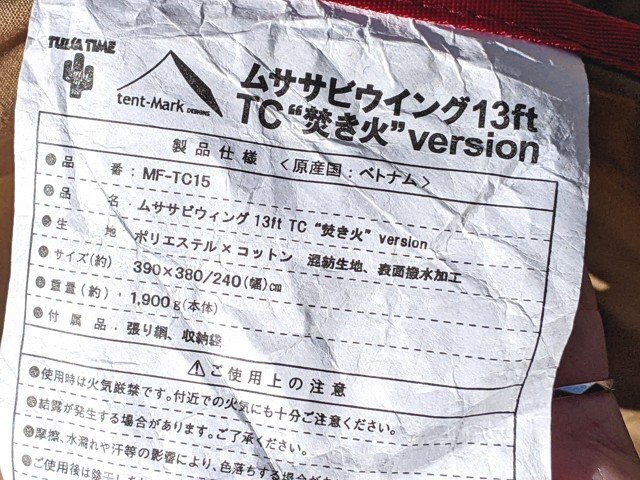 TULSA TIME
tent-Mark DESIGNS
ムササビウイング13ft
TC “焚き火” version
製品仕様 〈原産国：ベトナム〉
●品番：MF-TC15
●品名：ムササビウィング 13ft TC “焚き火” version
●生地：ポリエステル×コットン 混紡生地、表面撥水加工
●サイズ(約)：390×380/240(幅)㎝
●重量(約)：1,900g(本体)
●付属品：張り綱、収納袋
⚠ご使用上の注意
●使用時は火気厳禁です。付近での火気にも十分ご注意ください。
●結露が発生する場合があります。ご了承ください。
●摩擦、水濡れや汗等の影響により、色落ちする場合が
●ご使用後は陰干し